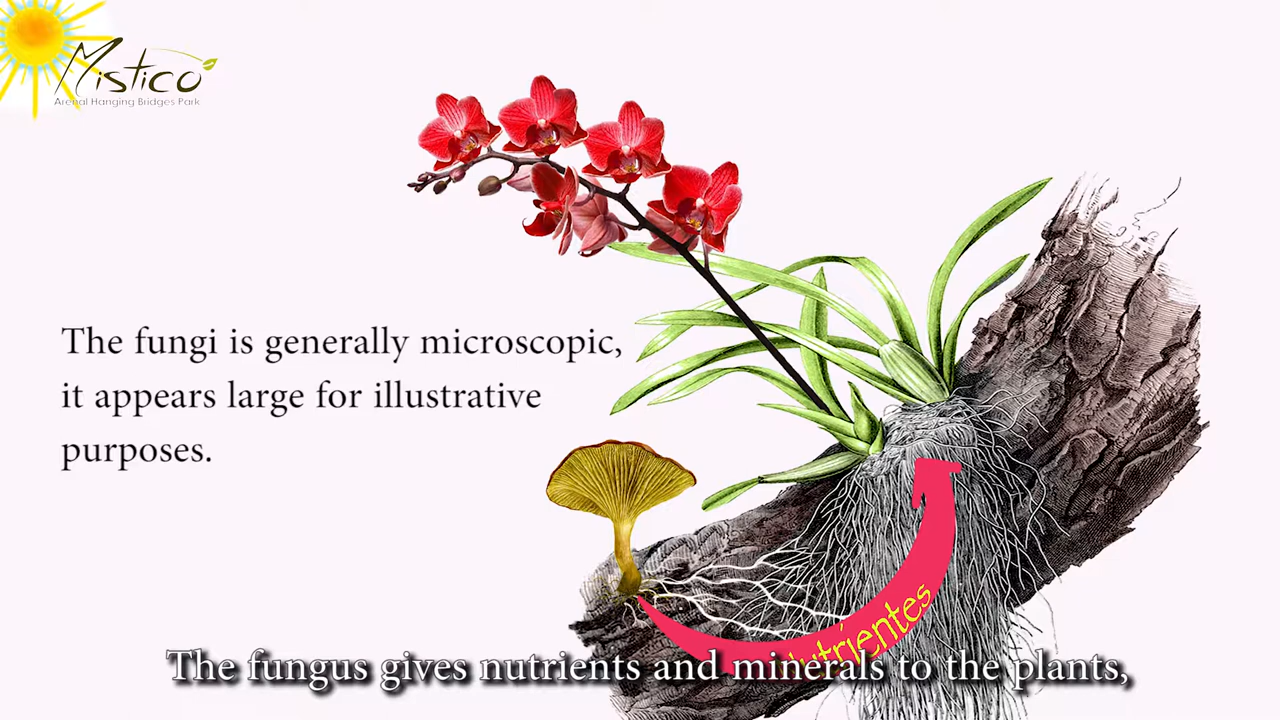 Mistico
Arenal Hanging Bridges Park
The fungi is generally microscopic,
it appears large for illustrative
purposes.
Nutrientes
The fungus gives nutrients and minerals to the plants,